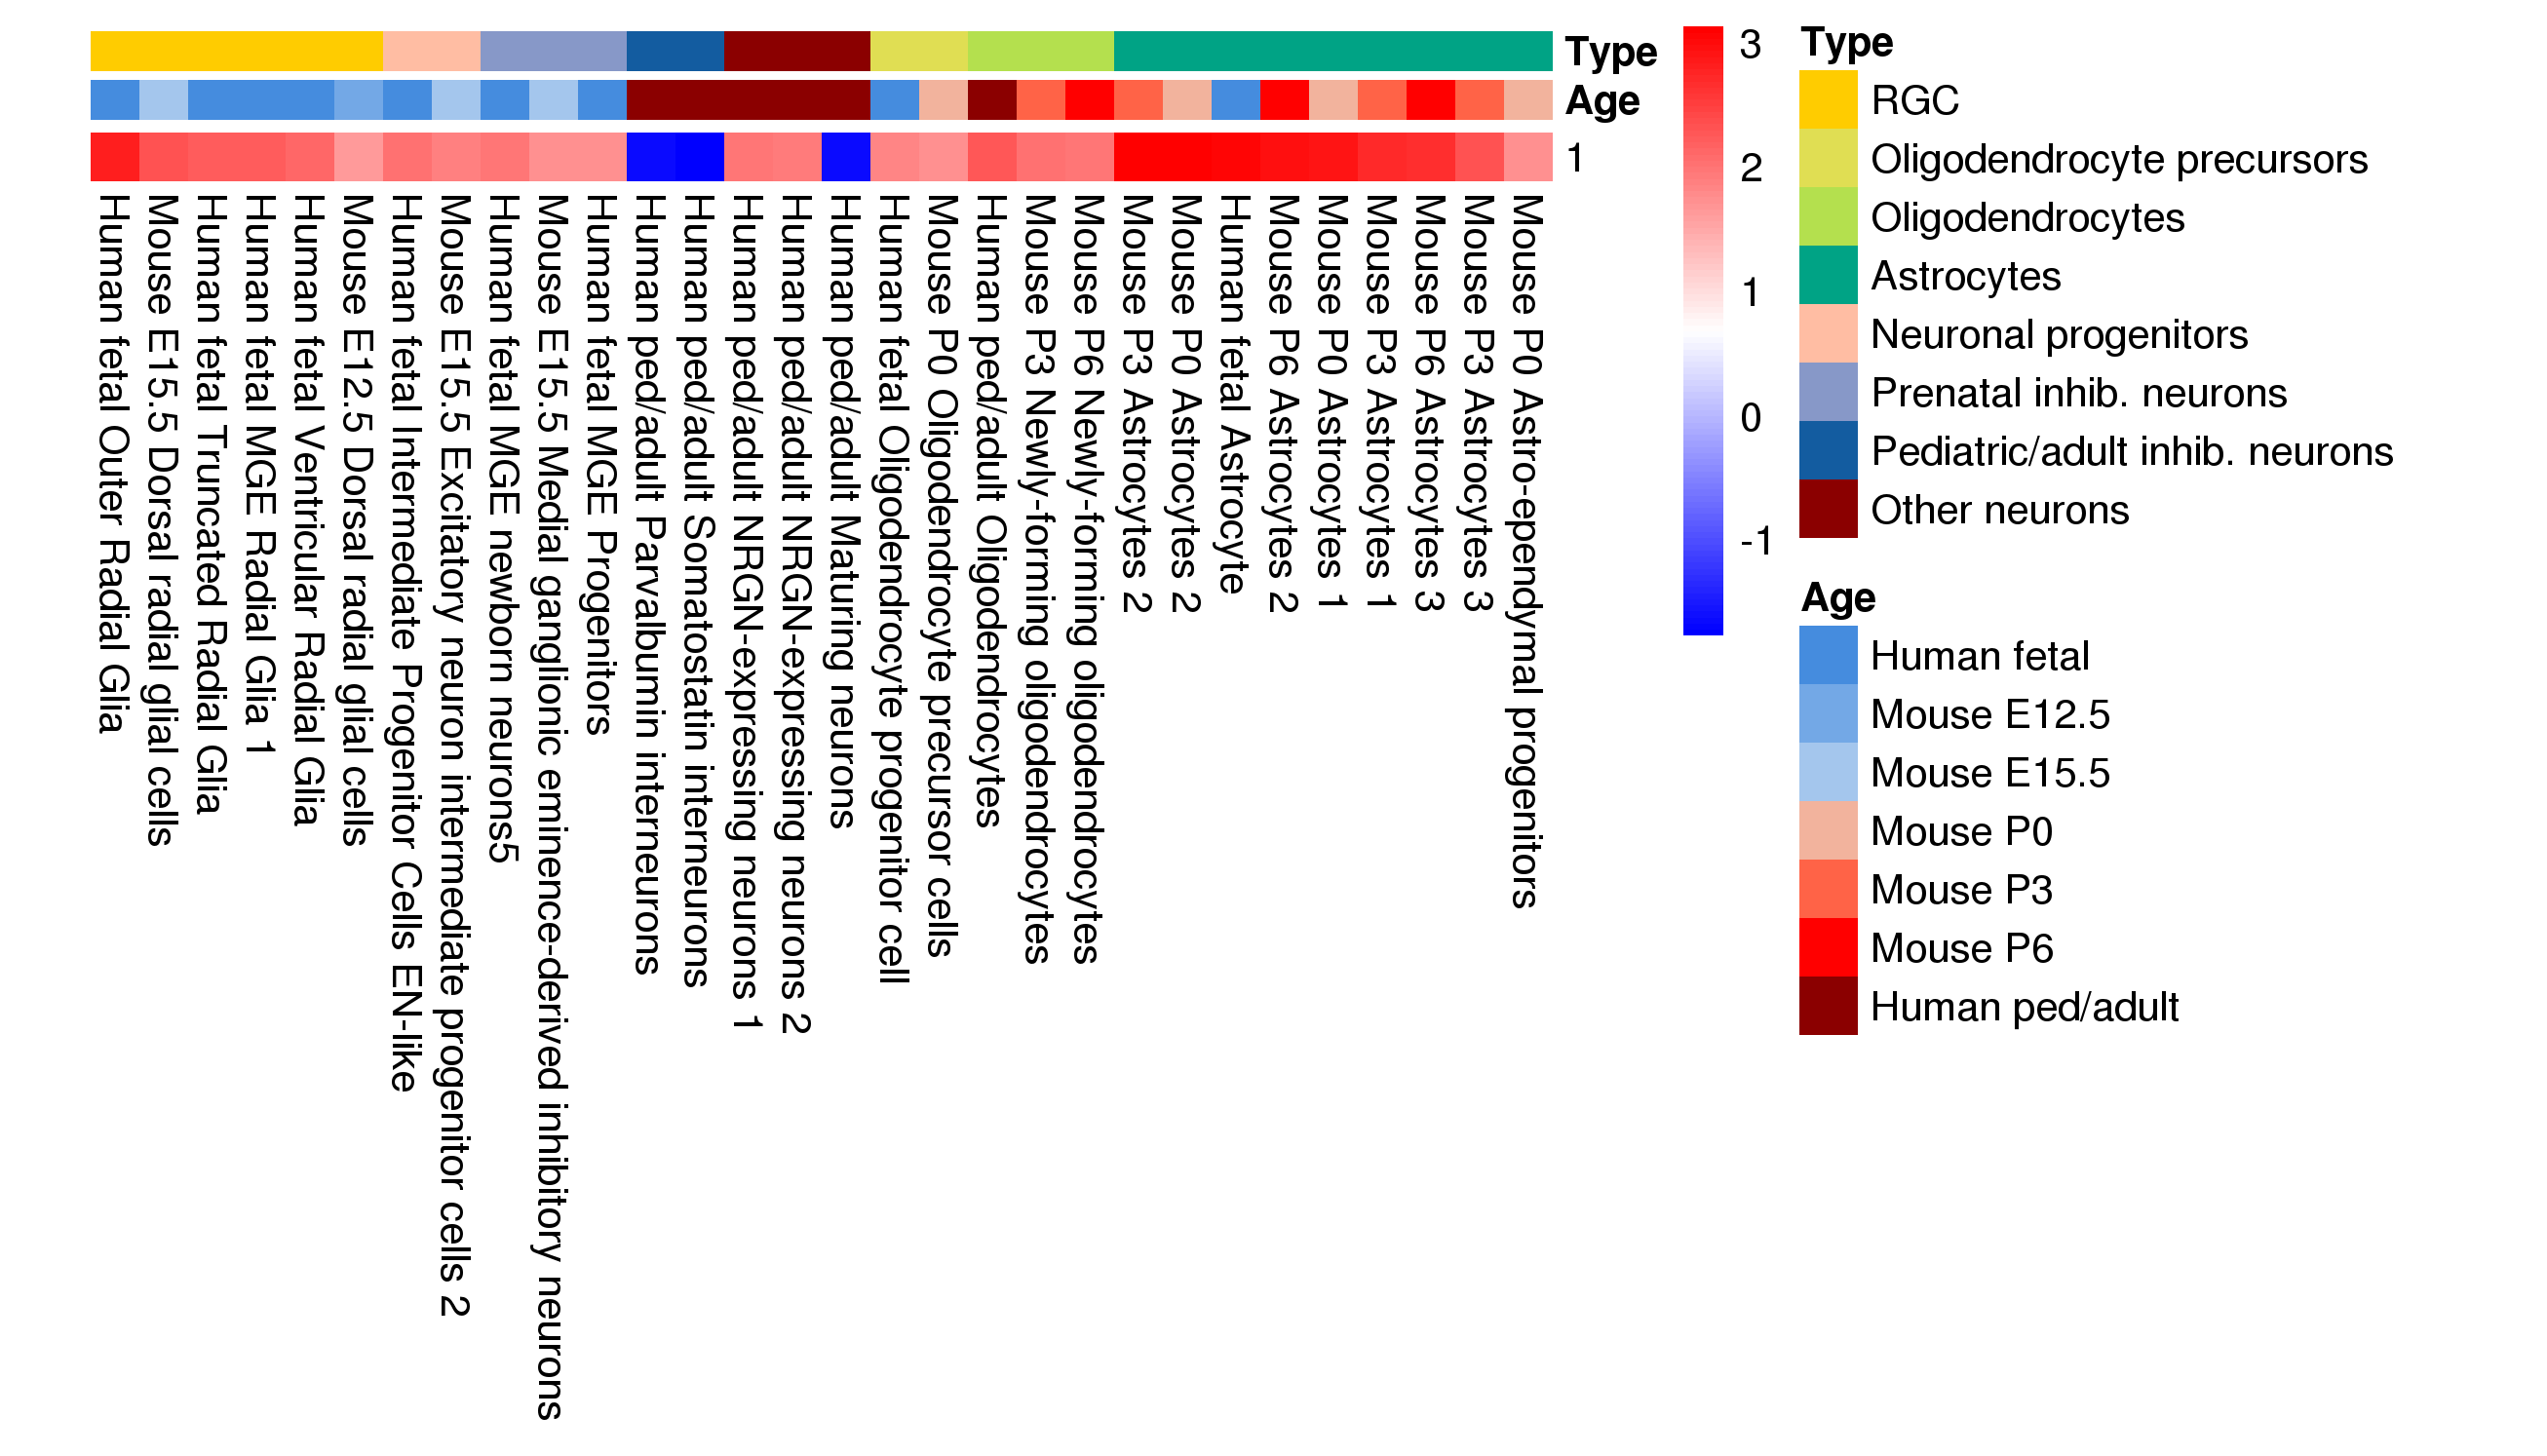 Type
Age
1
Human fetal Outer Radial Glia
Mouse E15.5 Dorsal radial glial cells
Human fetal Truncated Radial Glia
Human fetal MGE Radial Glia 1
Human fetal Ventricular Radial Glia
Mouse E12.5 Dorsal radial glial cells
Human fetal Intermediate Progenitor Cells EN-like
Mouse E15.5 Excitatory neuron intermediate progenitor cells 2
Human fetal MGE newborn neurons5
Mouse E15.5 Medial ganglionic eminence-derived inhibitory neurons
Human fetal MGE Progenitors
Human ped/adult Parvalbumin interneurons
Human ped/adult Somatostatin interneurons
Human ped/adult NRGN-expressing neurons 1
Human ped/adult NRGN-expressing neurons 2
Human ped/adult Maturing neurons
Human fetal Oligodendrocyte progenitor cell
Mouse P0 Oligodendrocyte precursor cells
Human ped/adult Oligodendrocytes
Mouse P3 Newly-forming oligodendrocytes
Mouse P6 Newly-forming oligodendrocytes
Mouse P3 Astrocytes 2
Mouse P0 Astrocytes 2
Human fetal Astrocyte
Mouse P6 Astrocytes 2
Mouse P0 Astrocytes 1
Mouse P3 Astrocytes 1
Mouse P6 Astrocytes 3
Mouse P3 Astrocytes 3
Mouse P0 Astro-ependymal progenitors
3
2
1
0
-1
Type
RGC
Oligodendrocyte precursors
Oligodendrocytes
Astrocytes
Neuronal progenitors
Prenatal inhib. neurons
Pediatric/adult inhib. neurons
Other neurons
Age
Human fetal
Mouse E12.5
Mouse E15.5
Mouse P0
Mouse P3
Mouse P6
Human ped/adult